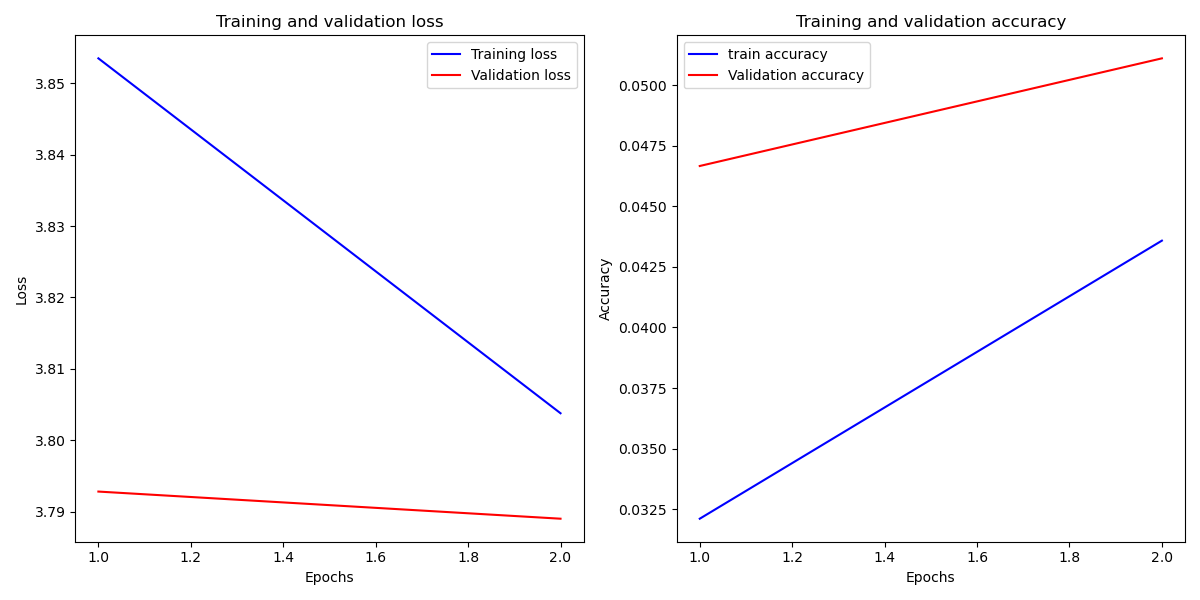 Training and validation loss
Training loss
Validation loss
3.85
3.84
3.83
3.82
3.81
3.80
3.79
Loss
1.0 1.2 1.4 1.6 1.8 2.0
Epochs
Training and validation accuracy
train accuracy
Validation accuracy
0.0500
0.0475
0.0450
0.0425
0.0400
0.0375
0.0350
0.0325
Accuracy
1.0 1.2 1.4 1.6 1.8 2.0
Epochs